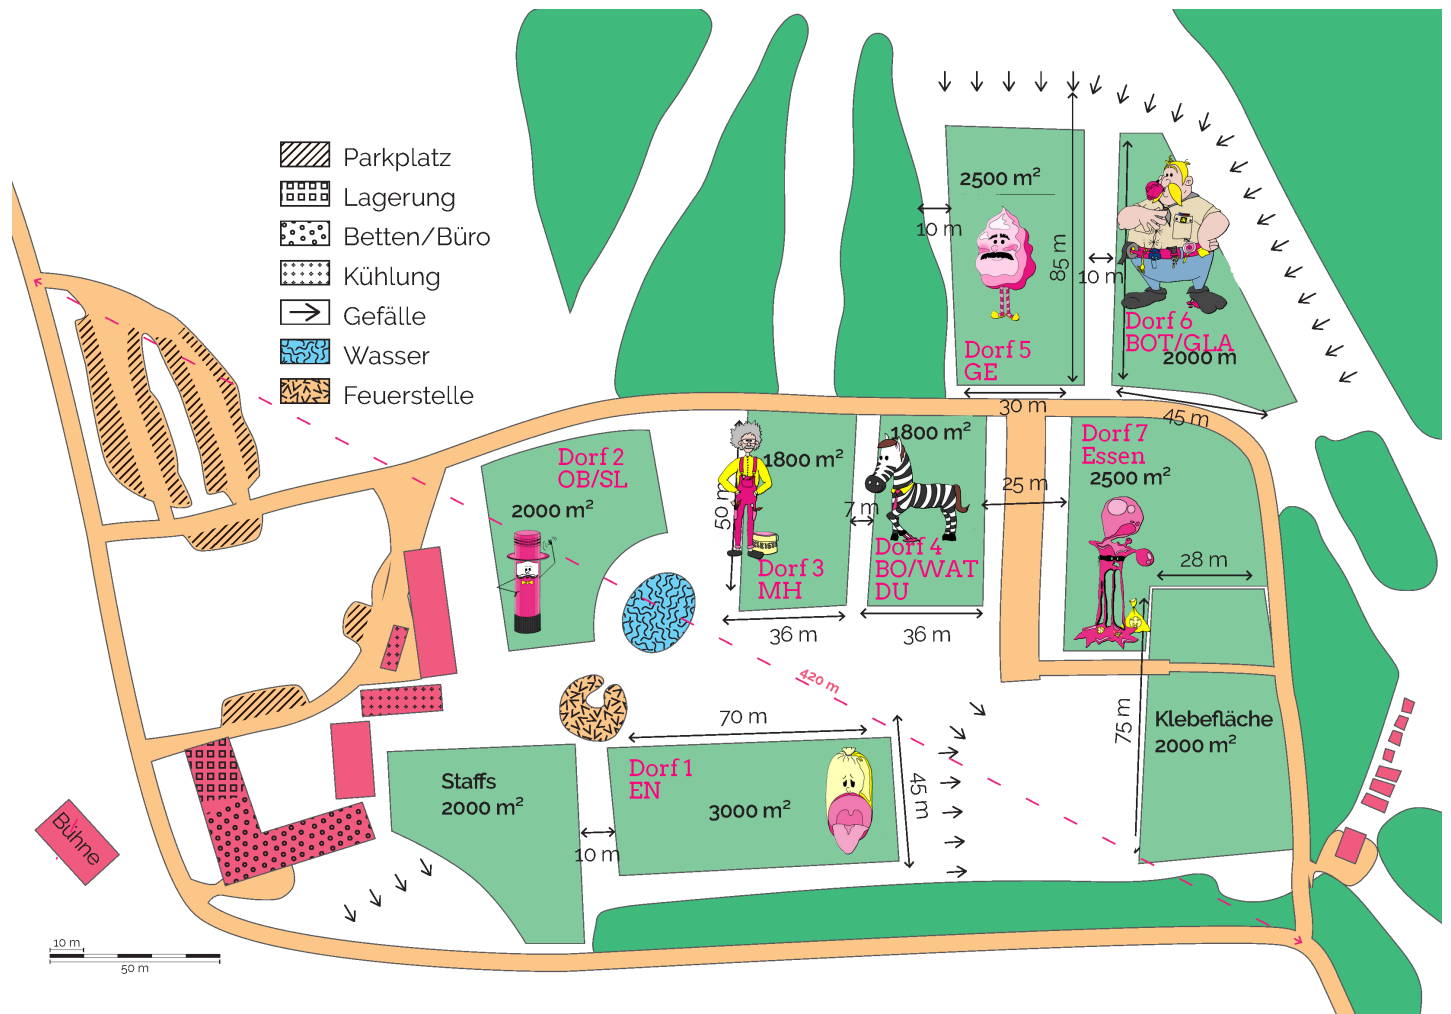 Parkplatz
Lagerung
Betten/Büro
Kühlung
Gefälle
Wasser
Feuerstelle
2500 m²
10 m
85 m
Dorf 5
GE
30 m
10 m
Dorf 6
BOT/GLA
2000 m
45 m
Dorf 2
OB/SL
2000 m²
1800 m²
50 m
Dorf 3
MH
36 m
7 m
1800 m²
Dorf 4
BO/WAT
DU
36 m
25 m
Dorf 7
Essen
2500 m²
28 m
75 m
Klebefläche
2000 m²
420 m
70 m
Dorf 1
EN
3000 m²
45 m
Staffs
2000 m²
10 m
Bühne
10 m
50 m